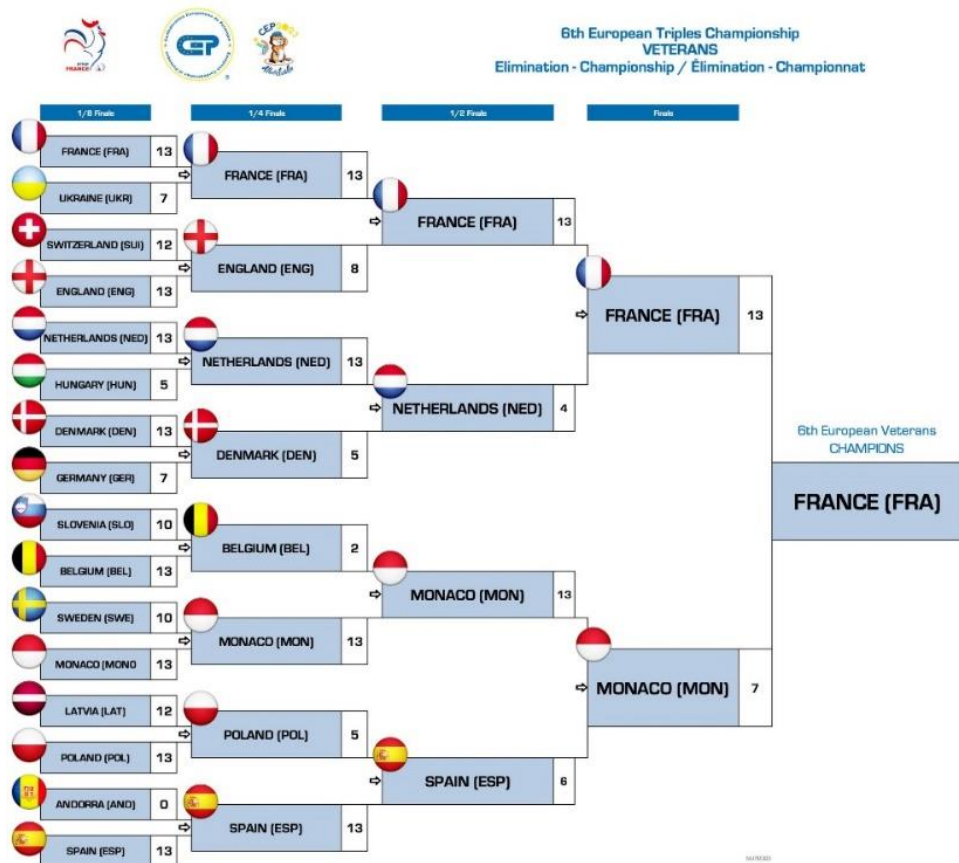 6th European Triples Championship
VETERANS
Elimination - Championship / Élimination - Championnat
FRANCE
CEP
1/8 Finale
1/4 Finale
1/2 Finale
Finale
FRANCE (FRA) 13
UKRAINE (UKR) 7
SWITZERLAND (SUI) 12
ENGLAND (ENG) 13
NETHERLANDS (NED) 13
HUNGARY (HUN) 5
DENMARK (DEN) 13
GERMANY (GER) 7
SLOVENIA (SLO) 10
BELGIUM (BEL) 13
SWEDEN (SWE) 10
MONACO (MONO 13
LATVIA (LAT) 12
POLAND (POL) 13
ANDORRA (AND) 0
SPAIN (ESP) 13
FRANCE (FRA) 13
ENGLAND (ENG) 8
NETHERLANDS (NED) 13
DENMARK (DEN) 5
BELGIUM (BEL) 2
MONACO (MON) 13
POLAND (POL) 5
SPAIN (ESP) 13
FRANCE (FRA) 13
NETHERLANDS (NED) 4
MONACO (MON) 13
SPAIN (ESP) 6
FRANCE (FRA) 13
MONACO (MON) 7
6th European Veterans
CHAMPIONS
FRANCE (FRA)